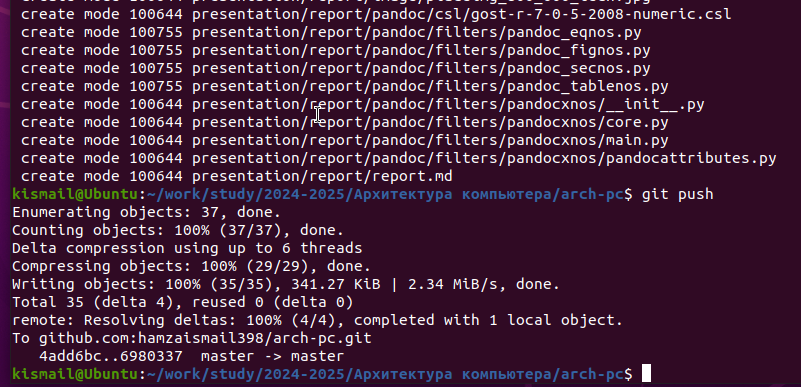 create mode 100644 presentation/report/pandoc/csl/gost-r-7-0-5-2008-numeric.csl
create mode 100755 presentation/report/pandoc/filters/pandoc_eqnos.py
create mode 100755 presentation/report/pandoc/filters/pandoc_fignos.py
create mode 100755 presentation/report/pandoc/filters/pandoc_secnos.py
create mode 100755 presentation/report/pandoc/filters/pandoc_tablenos.py
create mode 100644 presentation/report/pandoc/filters/pandocxnos/__init__.py
create mode 100644 presentation/report/pandoc/filters/pandocxnos/core.py
create mode 100644 presentation/report/pandoc/filters/pandocxnos/main.py
create mode 100644 presentation/report/pandoc/filters/pandocxnos/pandocattributes.py
create mode 100644 presentation/report/report.md
kismail@Ubuntu:~/work/study/2024-2025/Архитектура компьютера/arch-pc$ git push
Enumerating objects: 37, done.
Counting objects: 100% (37/37), done.
Delta compression using up to 6 threads
Compressing objects: 100% (29/29), done.
Writing objects: 100% (35/35), 341.27 KiB | 2.34 MiB/s, done.
Total 35 (delta 4), reused 0 (delta 0)
remote: Resolving deltas: 100% (4/4), completed with 1 local object.
To github.com:hamzaismail398/arch-pc.git
4add6bc..6980337 master -> master
kismail@Ubuntu:~/work/study/2024-2025/Архитектура компьютера/arch-pc$